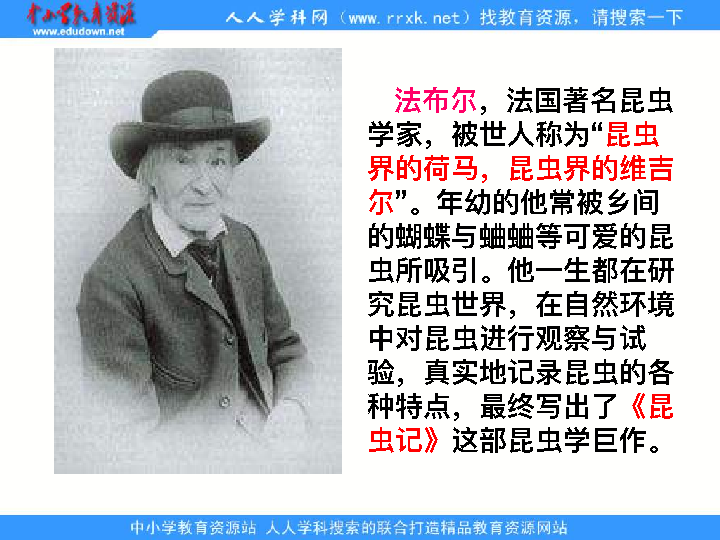 中小学教育资源
www.edudown.net
人人学科网（www.rrxk.net）找教育资源，请搜索一下
法布尔，法国著名昆虫
学家，被世人称为“昆虫
界的荷马，昆虫界的维吉
尔”。年幼的他常被乡间
的蝴蝶与蛐蛐等可爱的昆
虫所吸引。他一生都在研
究昆虫世界，在自然环境
中对昆虫进行观察与试
验，真实地记录昆虫的各
种特点，最终写出了《昆
虫记》这部昆虫学巨作。
中小学教育资源站 人人学科搜索的联合打造精品教育资源网站